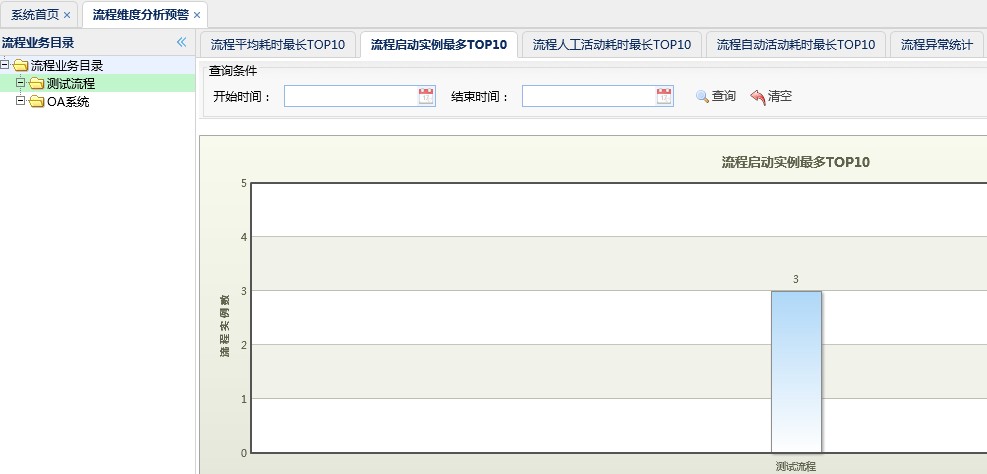 系统首页 × 流程维度分析预警 ×
流程业务目录
流程业务目录
测试流程
OA系统
流程平均耗时最长TOP10 流程启动实例最多TOP10 流程人工活动耗时最长TOP10 流程自动活动耗时最长TOP10 流程异常统计
查询条件
开始时间： 结束时间： 查询 清空
流程启动实例最多TOP10
流程实例数
5
4
3
2
1
0
3
测试流程